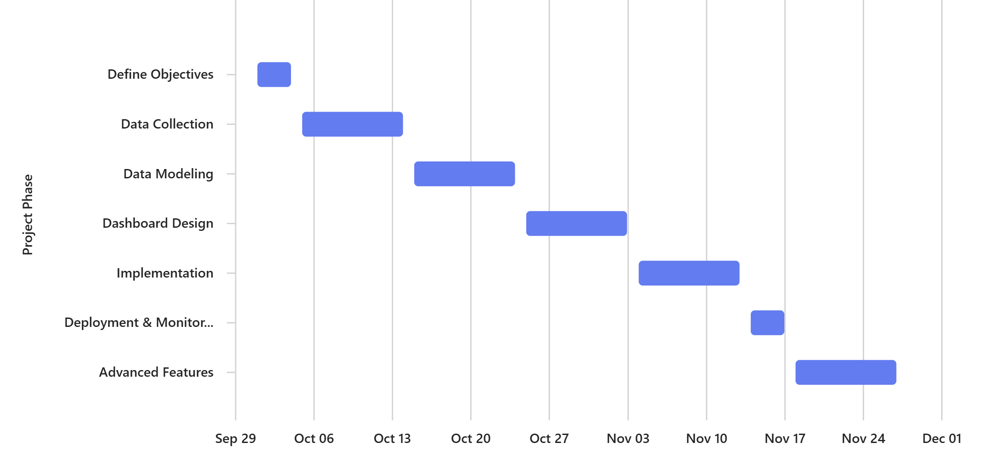 Project Phase
Define Objectives
Data Collection
Data Modeling
Dashboard Design
Implementation
Deployment & Monitor...
Advanced Features
Sep 29 Oct 06 Oct 13 Oct 20 Oct 27 Nov 03 Nov 10 Nov 17 Nov 24 Dec 01